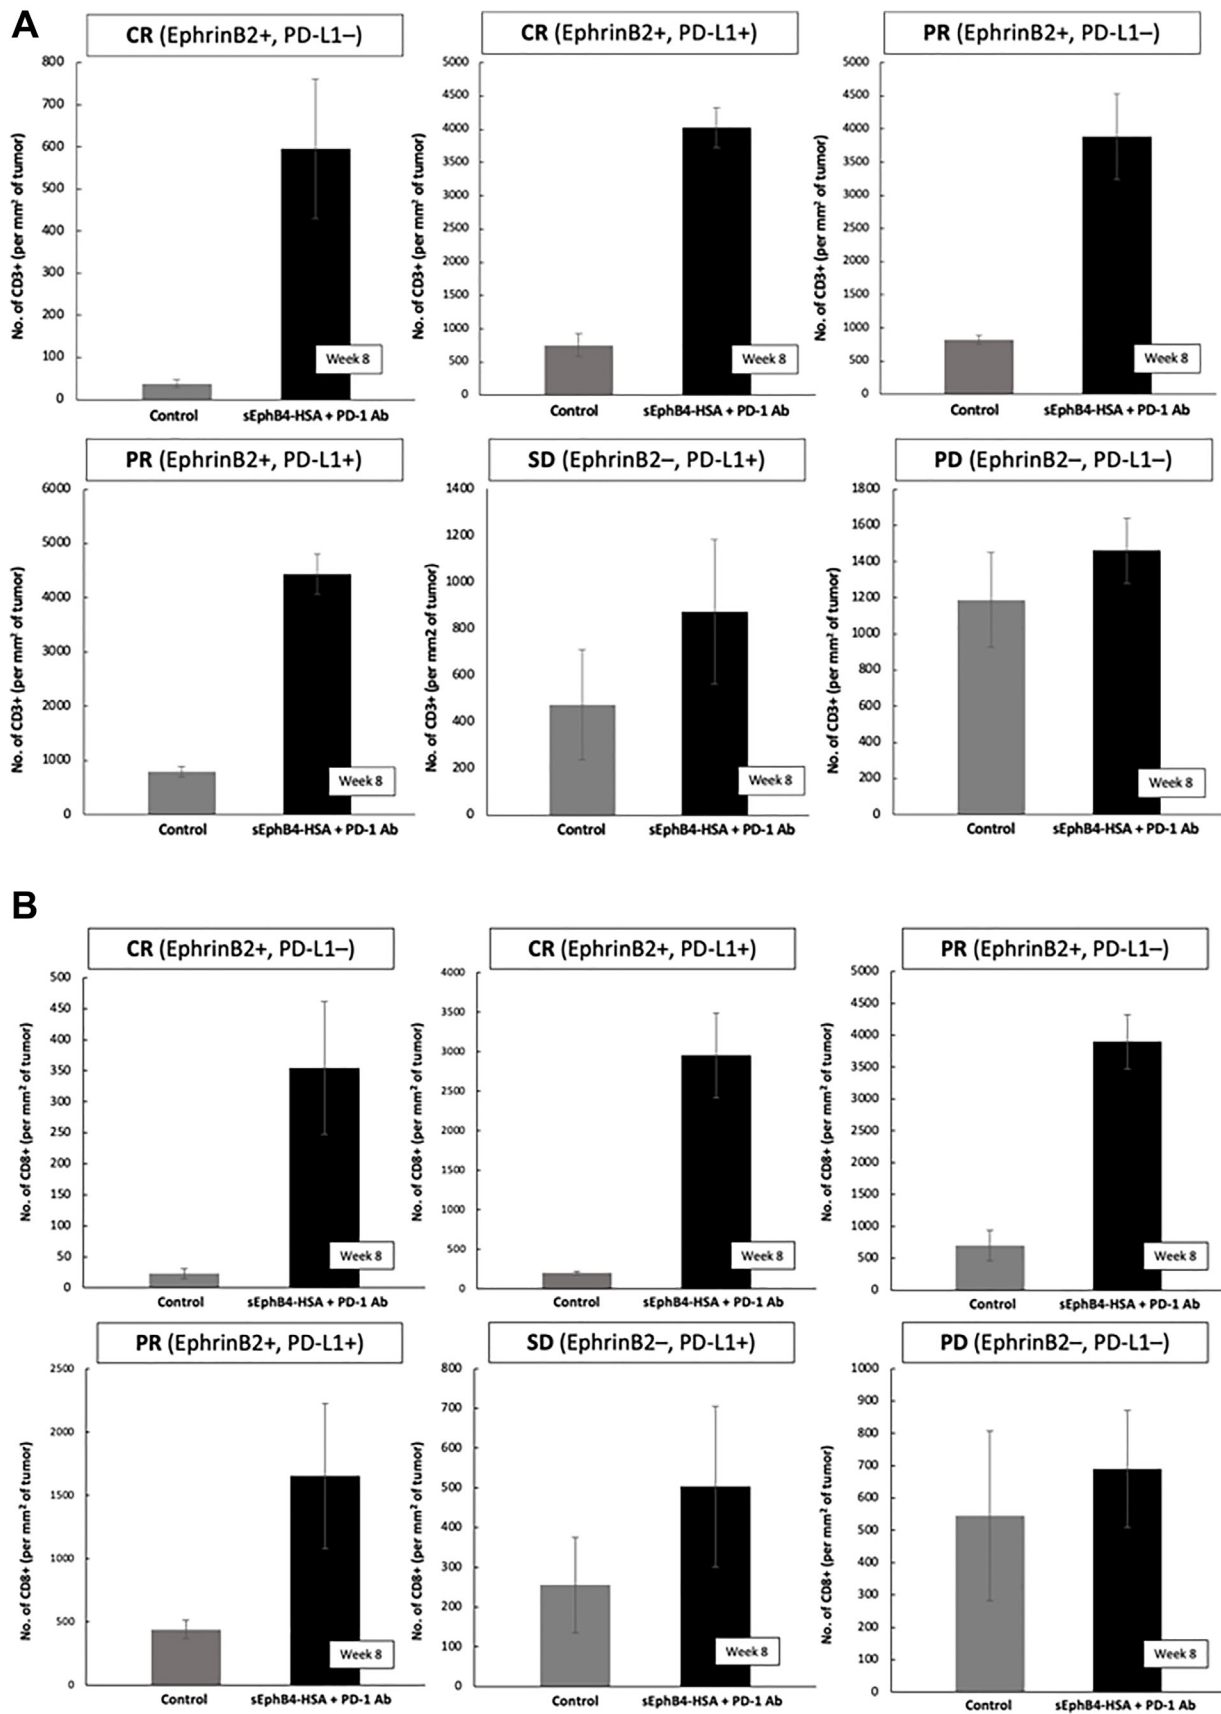 A
CR (EphrinB2+, PD-L1–)
800
700
600
500
400
300
200
100
0
No. of CD3+ (per mm² of tumor)
Week 8
Control
sEphB4-HSA + PD-1 Ab
CR (EphrinB2+, PD-L1+)
5000
4500
4000
3500
3000
2500
2000
1500
1000
500
0
No. of CD3+ (per mm² of tumor)
Week 8
Control
sEphB4-HSA + PD-1 Ab
PR (EphrinB2+, PD-L1–)
5000
4500
4000
3500
3000
2500
2000
1500
1000
500
0
No. of CD3+ (per mm² of tumor)
Week 8
Control
sEphB4-HSA + PD-1 Ab
PR (EphrinB2+, PD-L1+)
6000
5000
4000
3000
2000
1000
0
No. of CD3+ (per mm² of tumor)
Week 8
Control
sEphB4-HSA + PD-1 Ab
SD (EphrinB2–, PD-L1+)
1400
1200
1000
800
600
400
200
0
No. of CD3+ (per mm2 of tumor)
Week 8
Control
sEphB4-HSA + PD-1 Ab
PD (EphrinB2–, PD-L1–)
1800
1600
1400
1200
1000
800
600
400
200
0
No. of CD3+ (per mm² of tumor)
Week 8
Control
sEphB4-HSA + PD-1 Ab
B
CR (EphrinB2+, PD-L1–)
500
450
400
350
300
250
200
150
100
50
0
No. of CD8+ (per mm² of tumor)
Week 8
Control
sEphB4-HSA + PD-1 Ab
CR (EphrinB2+, PD-L1+)
4000
3500
3000
2500
2000
1500
1000
500
0
No. of CD8+ (per mm² of tumor)
Week 8
Control
sEphB4-HSA + PD-1 Ab
PR (EphrinB2+, PD-L1–)
5000
4500
4000
3500
3000
2500
2000
1500
1000
500
0
No. of CD8+ (per mm² of tumor)
Week 8
Control
sEphB4-HSA + PD-1 Ab
PR (EphrinB2+, PD-L1+)
2500
2000
1500
1000
500
0
No. of CD8+ (per mm² of tumor)
Week 8
Control
sEphB4-HSA + PD-1 Ab
SD (EphrinB2–, PD-L1+)
800
700
600
500
400
300
200
100
0
No. of CD8+ (per mm² of tumor)
Week 8
Control
sEphB4-HSA + PD-1 Ab
PD (EphrinB2–, PD-L1–)
1000
900
800
700
600
500
400
300
200
100
0
No. of CD8+ (per mm² of tumor)
Week 8
Control
sEphB4-HSA + PD-1 Ab